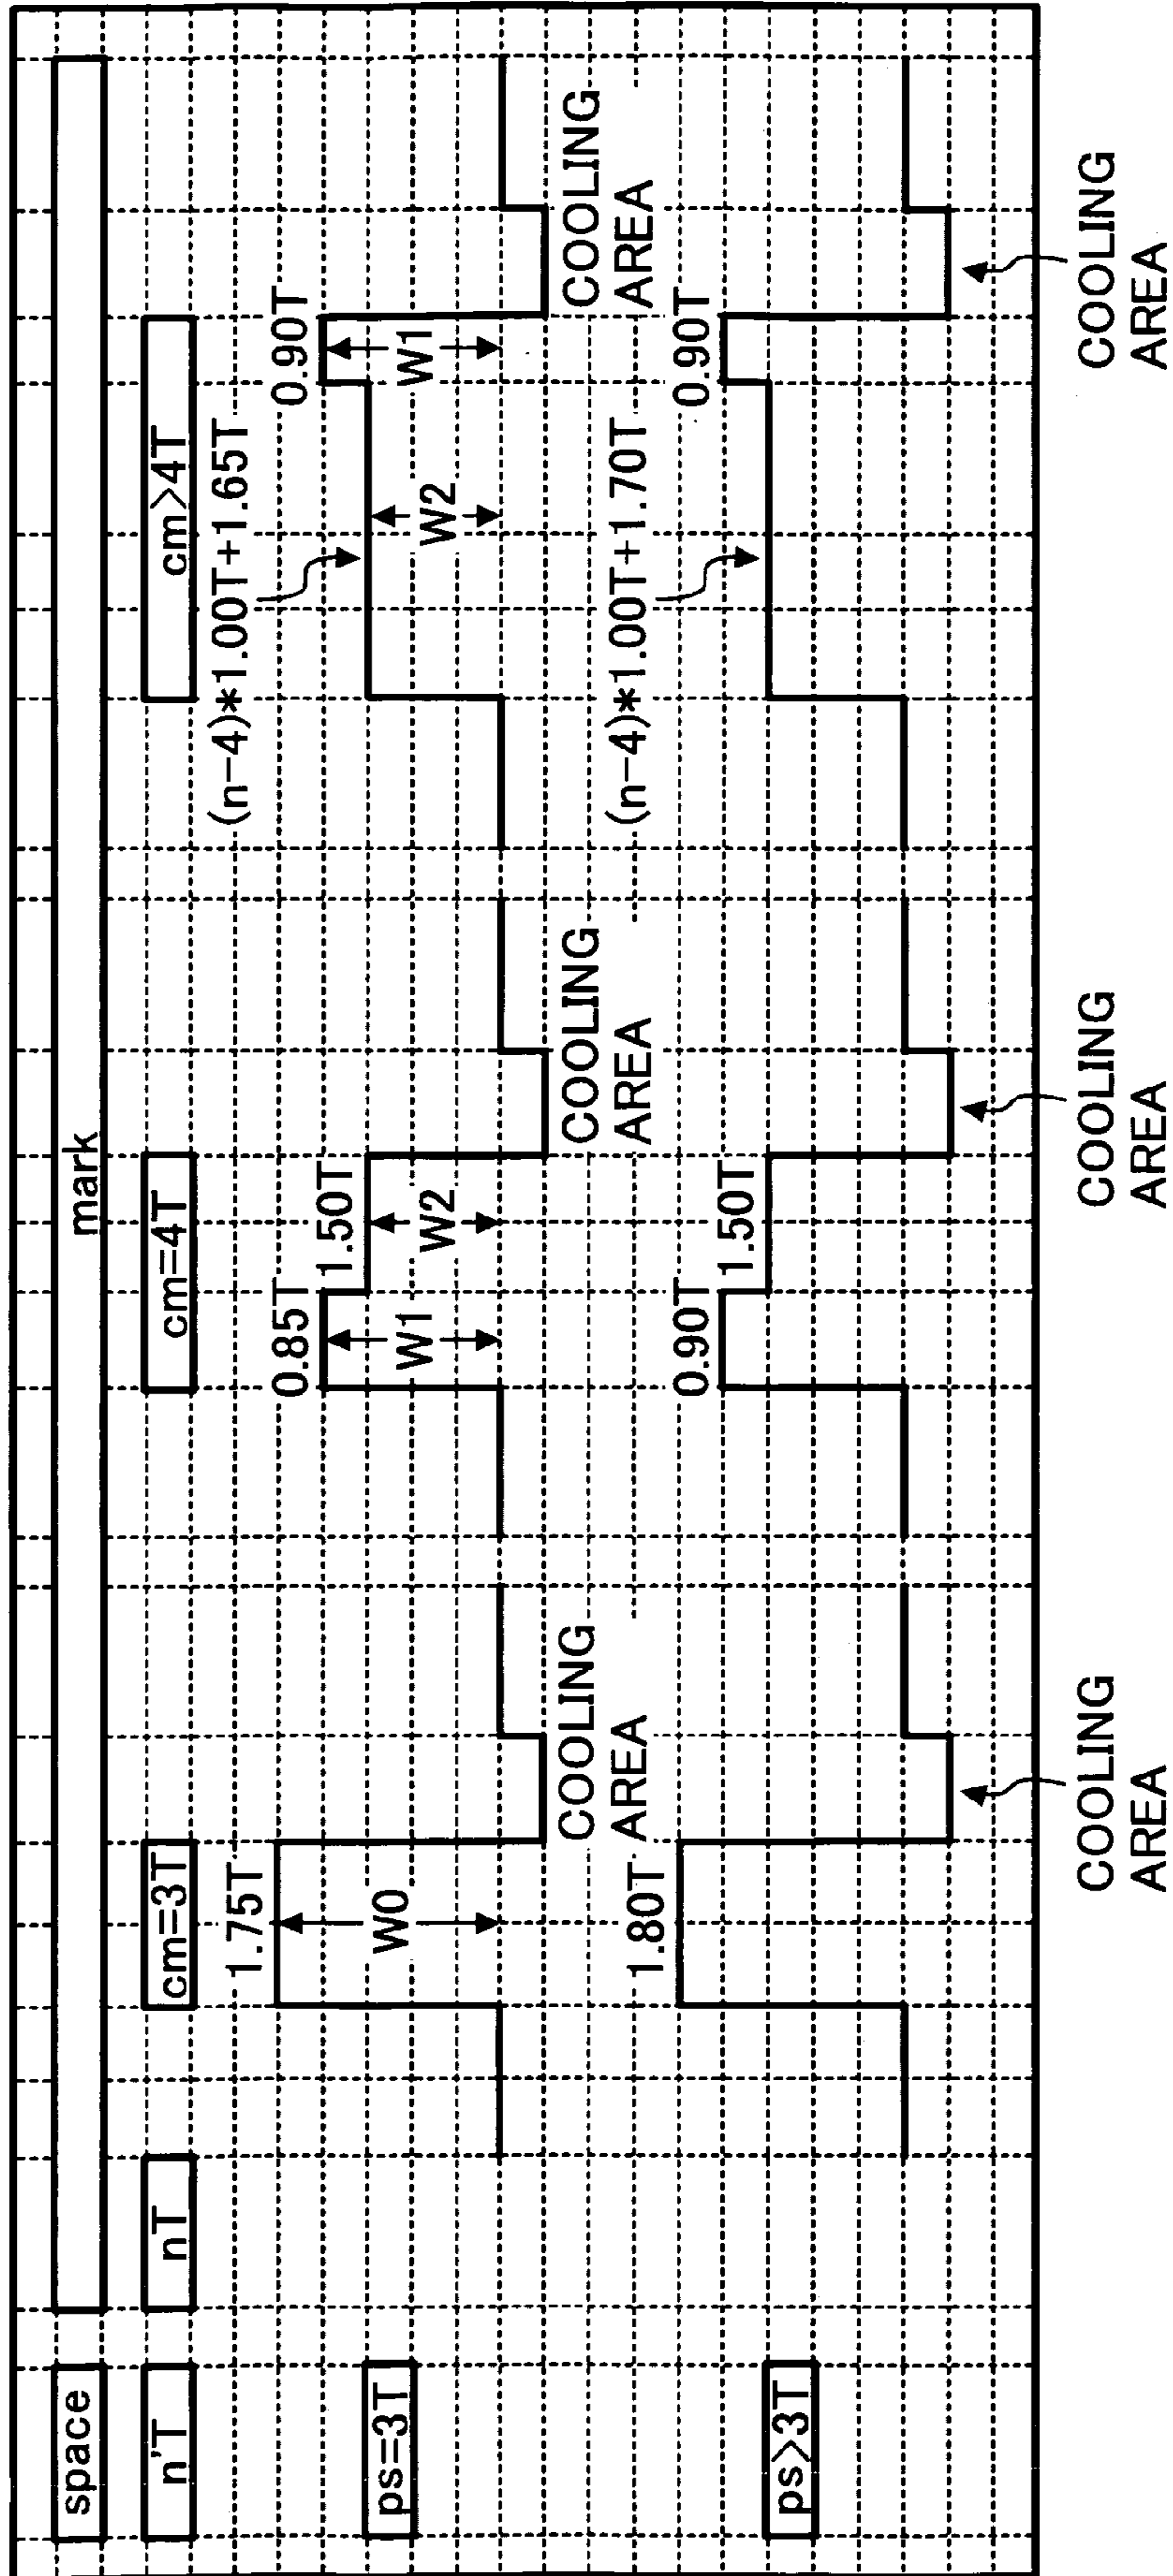 space
mark
n'T
nT
cm=3T
cm=4T
cm>4T
ps=3T
1.75T
W0
COOLING
AREA
0.85T
1.50T
W1
W2
COOLING
AREA
(n-4)*1.00T+1.65T
0.90T
W2
W1
COOLING
AREA
ps>3T
1.80T
0.90T
1.50T
(n-4)*1.00T+1.70T
0.90T
COOLING
AREA
COOLING
AREA
COOLING
AREA